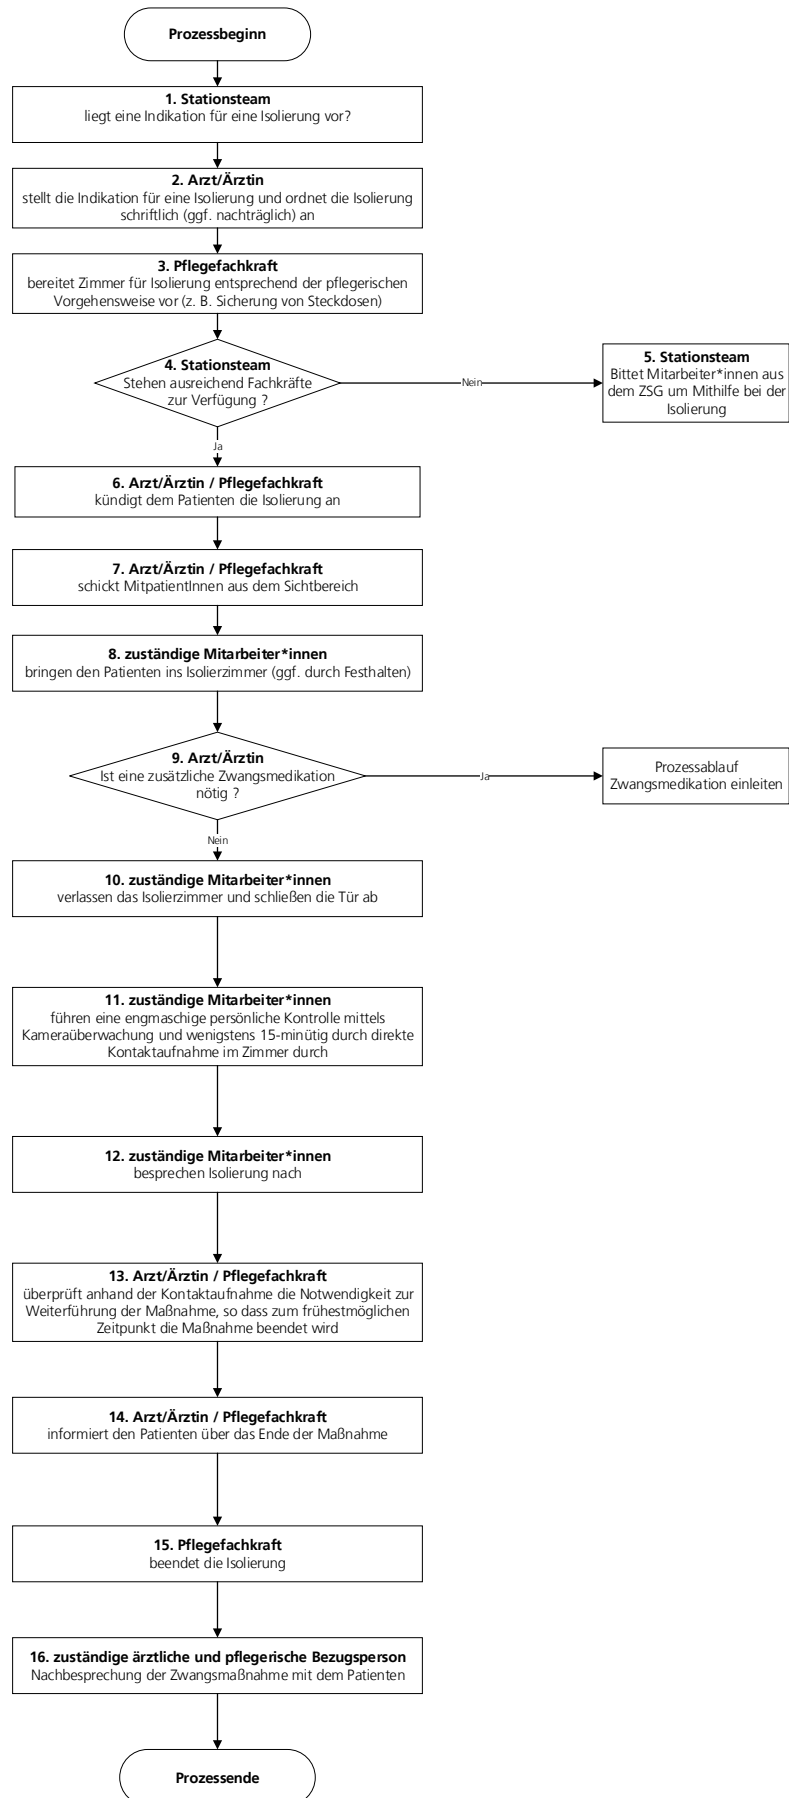 Prozessbeginn
1. Stationsteam
liegt eine Indikation für eine Isolierung vor?
2. Arzt/Ärztin
stellt die Indikation für eine Isolierung und ordnet die Isolierung
schriftlich (ggf. nachträglich) an
3. Pflegefachkraft
bereitet Zimmer für Isolierung entsprechend der pflegerischen
Vorgehensweise vor (z. B. Sicherung von Steckdosen)
4. Stationsteam
Stehen ausreichend Fachkräfte
zur Verfügung ?
Nein
5. Stationsteam
Bittet Mitarbeiter*innen aus
dem ZSG um Mithilfe bei der
Isolierung
Ja
6. Arzt/Ärztin / Pflegefachkraft
kündigt dem Patienten die Isolierung an
7. Arzt/Ärztin / Pflegefachkraft
schickt MitpatientInnen aus dem Sichtbereich
8. zuständige Mitarbeiter*innen
bringen den Patienten ins Isolierzimmer (ggf. durch Festhalten)
9. Arzt/Ärztin
Ist eine zusätzliche Zwangsmedikation
nötig ?
Ja
Prozessablauf
Zwangsmedikation einleiten
Nein
10. zuständige Mitarbeiter*innen
verlassen das Isolierzimmer und schließen die Tür ab
11. zuständige Mitarbeiter*innen
führen eine engmaschige persönliche Kontrolle mittels
Kameraüberwachung und wenigstens 15-minütig durch direkte
Kontaktaufnahme im Zimmer durch
12. zuständige Mitarbeiter*innen
besprechen Isolierung nach
13. Arzt/Ärztin / Pflegefachkraft
überprüft anhand der Kontaktaufnahme die Notwendigkeit zur
Weiterführung der Maßnahme, so dass zum frühestmöglichen
Zeitpunkt die Maßnahme beendet wird
14. Arzt/Ärztin / Pflegefachkraft
informiert den Patienten über das Ende der Maßnahme
15. Pflegefachkraft
beendet die Isolierung
16. zuständige ärztliche und pflegerische Bezugsperson
Nachbesprechung der Zwangsmaßnahme mit dem Patienten
Prozessende